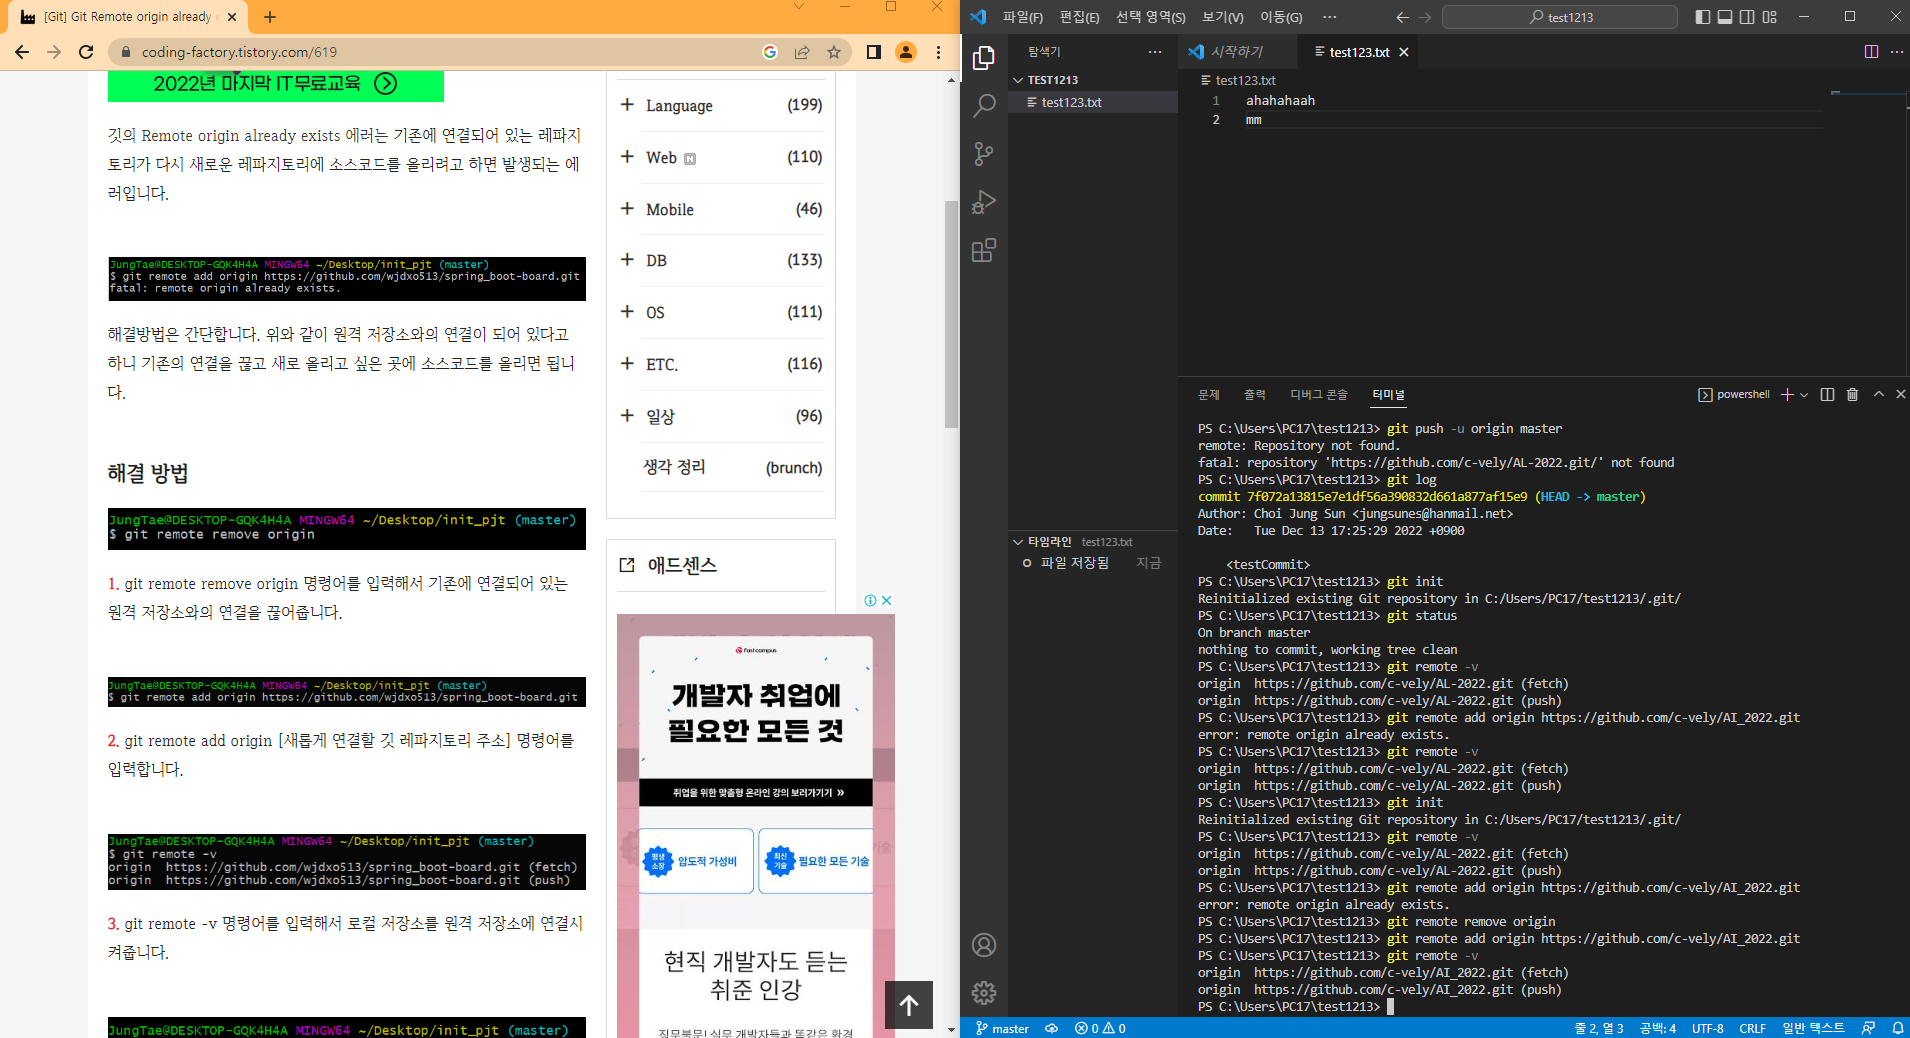 [Git] Git Remote origin already e
coding-factory.tistory.com/619
2022년 마지막 IT무료교육
깃의 Remote origin already exists 에러는 기존에 연결되어 있는 레파지
토리가 다시 새로운 레파지토리에 소스코드를 올리려고 하면 발생되는 에
러입니다.
JungTae@DESKTOP-GQK4H4A MINGW64 ~/Desktop/init_pjt (master)
$ git remote add origin https://github.com/wjdxo513/spring_boot-board.git
fatal: remote origin already exists.
해결방법은 간단합니다. 위와 같이 원격 저장소와의 연결이 되어 있다고
하니 기존의 연결을 끊고 새로 올리고 싶은 곳에 소스코드를 올리면 됩니
다.
해결 방법
JungTae@DESKTOP-GQK4H4A MINGW64 ~/Desktop/init_pjt (master)
$ git remote remove origin
1. git remote remove origin 명령어를 입력해서 기존에 연결되어 있는
원격 저장소와의 연결을 끊어줍니다.
JungTae@DESKTOP-GQK4H4A MINGW64 ~/Desktop/init_pjt (master)
$ git remote add origin https://github.com/wjdxo513/spring_boot-board.git
2. git remote add origin [새롭게 연결할 깃 레파지토리 주소] 명령어를
입력합니다.
JungTae@DESKTOP-GQK4H4A MINGW64 ~/Desktop/init_pjt (master)
$ git remote -v
origin https://github.com/wjdxo513/spring_boot-board.git (fetch)
origin https://github.com/wjdxo513/spring_boot-board.git (push)
3. git remote -v 명령어를 입력해서 로컬 저장소를 원격 저장소에 연결시
켜줍니다.
JungTae@DESKTOP-GQK4H4A MINGW64 ~/Desktop/init_pjt (master)
+ Language (199)
+ Web N (110)
+ Mobile (46)
+ DB (133)
+ OS (111)
+ ETC. (116)
+ 일상 (96)
생각 정리 (brunch)
애드센스
fastcampus
개발자 취업에
필요한 모든 것
취업을 위한 맞춤형 온라인 강의 보러가기기 »
평생 소장 압도적 가성비
최신 기술 필요한 모든 기술
현직 개발자도 듣는
취준 인강
직무불문! 실무 개발자들과 똑같은 환경
파일(F) 편집(E) 선택 영역(S) 보기(V) 이동(G) ···
test1213
탐색기
TEST1213
test123.txt
타임라인 test123.txt
파일 저장됨 지금
시작하기
test123.txt
test123.txt
1 ahahahaah
2 mm
문제 출력 디버그 콘솔 터미널
powershell
PS C:\Users\PC17\test1213> git push -u origin master
remote: Repository not found.
fatal: repository 'https://github.com/c-vely/AL-2022.git/' not found
PS C:\Users\PC17\test1213> git log
commit 7f072a13815e7e1df56a390832d661a877af15e9 (HEAD -> master)
Author: Choi Jung Sun <jungsunes@hanmail.net>
Date:   Tue Dec 13 17:25:29 2022 +0900
<testCommit>
PS C:\Users\PC17\test1213> git init
Reinitialized existing Git repository in C:/Users/PC17/test1213/.git/
PS C:\Users\PC17\test1213> git status
On branch master
nothing to commit, working tree clean
PS C:\Users\PC17\test1213> git remote -v
origin  https://github.com/c-vely/AL-2022.git (fetch)
origin  https://github.com/c-vely/AL-2022.git (push)
PS C:\Users\PC17\test1213> git remote add origin https://github.com/c-vely/AI_2022.git
error: remote origin already exists.
PS C:\Users\PC17\test1213> git remote -v
origin  https://github.com/c-vely/AL-2022.git (fetch)
origin  https://github.com/c-vely/AL-2022.git (push)
PS C:\Users\PC17\test1213> git init
Reinitialized existing Git repository in C:/Users/PC17/test1213/.git/
PS C:\Users\PC17\test1213> git remote -v
origin  https://github.com/c-vely/AL-2022.git (fetch)
origin  https://github.com/c-vely/AL-2022.git (push)
PS C:\Users\PC17\test1213> git remote add origin https://github.com/c-vely/AI_2022.git
error: remote origin already exists.
PS C:\Users\PC17\test1213> git remote remove origin
PS C:\Users\PC17\test1213> git remote add origin https://github.com/c-vely/AI_2022.git
PS C:\Users\PC17\test1213> git remote -v
origin  https://github.com/c-vely/AI_2022.git (fetch)
origin  https://github.com/c-vely/AI_2022.git (push)
PS C:\Users\PC17\test1213>
master 0 0 줄 2, 열 3 공백: 4 UTF-8 CRLF 일반 텍스트